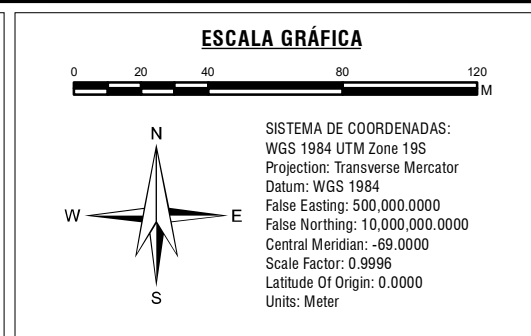 ESCALA GRÁFICA
0 20 40 80 120
M
N
W E
S
SISTEMA DE COORDENADAS:
WGS 1984 UTM Zone 19S
Projection: Transverse Mercator
Datum: WGS 1984
False Easting: 500,000.0000
False Northing: 10,000,000.0000
Central Meridian: -69.0000
Scale Factor: 0.9996
Latitude Of Origin: 0.0000
Units: Meter